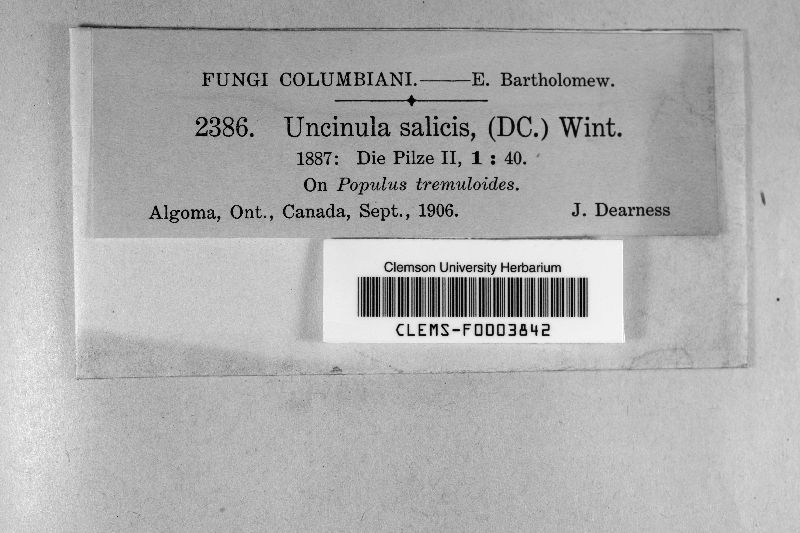 FUNGI COLUMBIANI.——E. Bartholomew.
2386. Uncinula salicis, (DC.) Wint.
1887: Die Pilze II, 1 : 40.
On Populus tremuloides.
Algoma, Ont., Canada, Sept., 1906. J. Dearness
Clemson University Herbarium
CLEMS-F0003842